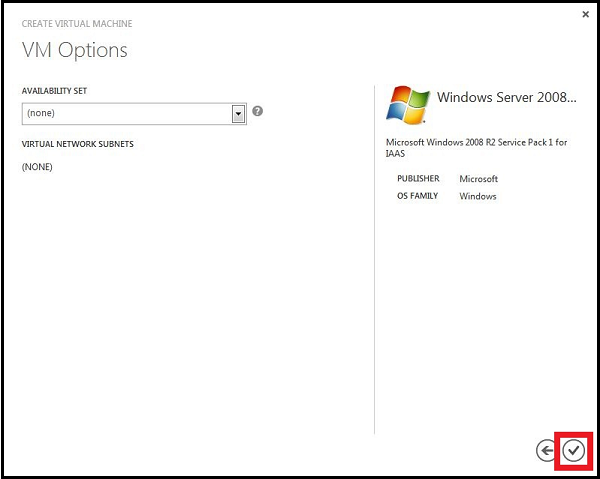 CREATE VIRTUAL MACHINE
VM Options
AVAILABILITY SET
(none)
?
VIRTUAL NETWORK SUBNETS
(NONE)
Windows Server 2008...
Microsoft Windows 2008 R2 Service Pack 1 for
IAAS
PUBLISHER Microsoft
OS FAMILY Windows